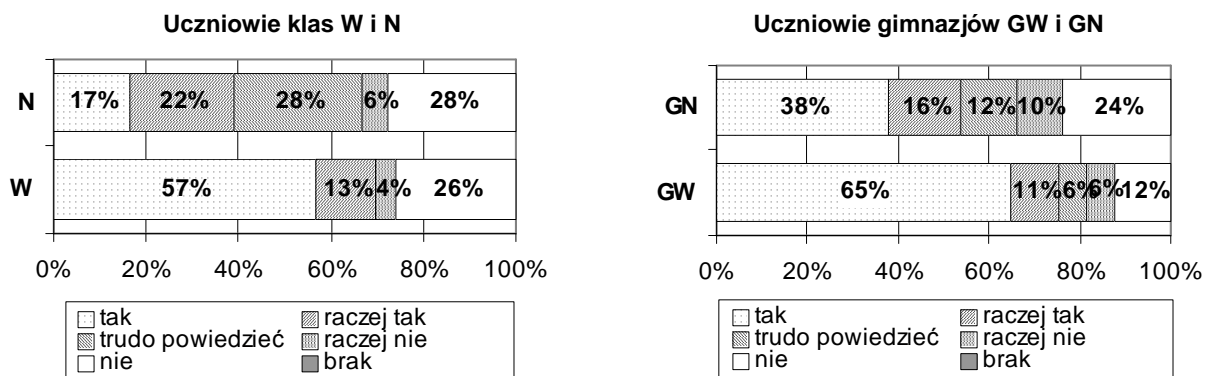 Uczniowie klas W i N
N
17%
22%
28%
6%
28%
W
57%
13%
4%
26%
0%
20%
40%
60%
80%
100%
tak
raczej tak
trudo powiedzieć
raczej nie
nie
brak
Uczniowie gimnazjów GW i GN
GN
38%
16%
12%
10%
24%
GW
65%
11%
6%
6%
12%
0%
20%
40%
60%
80%
100%
tak
raczej tak
trudo powiedzieć
raczej nie
nie
brak